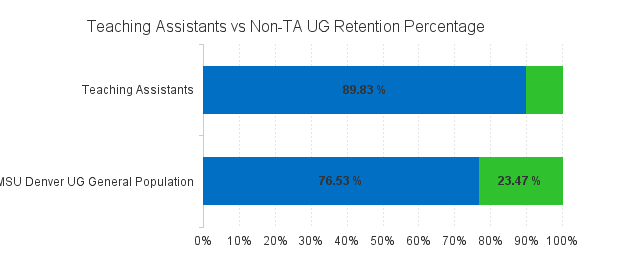 Teaching Assistants vs Non-TA UG Retention Percentage
Teaching Assistants
89.83 %
MSU Denver UG General Population
76.53 %
23.47 %
0% 10% 20% 30% 40% 50% 60% 70% 80% 90% 100%